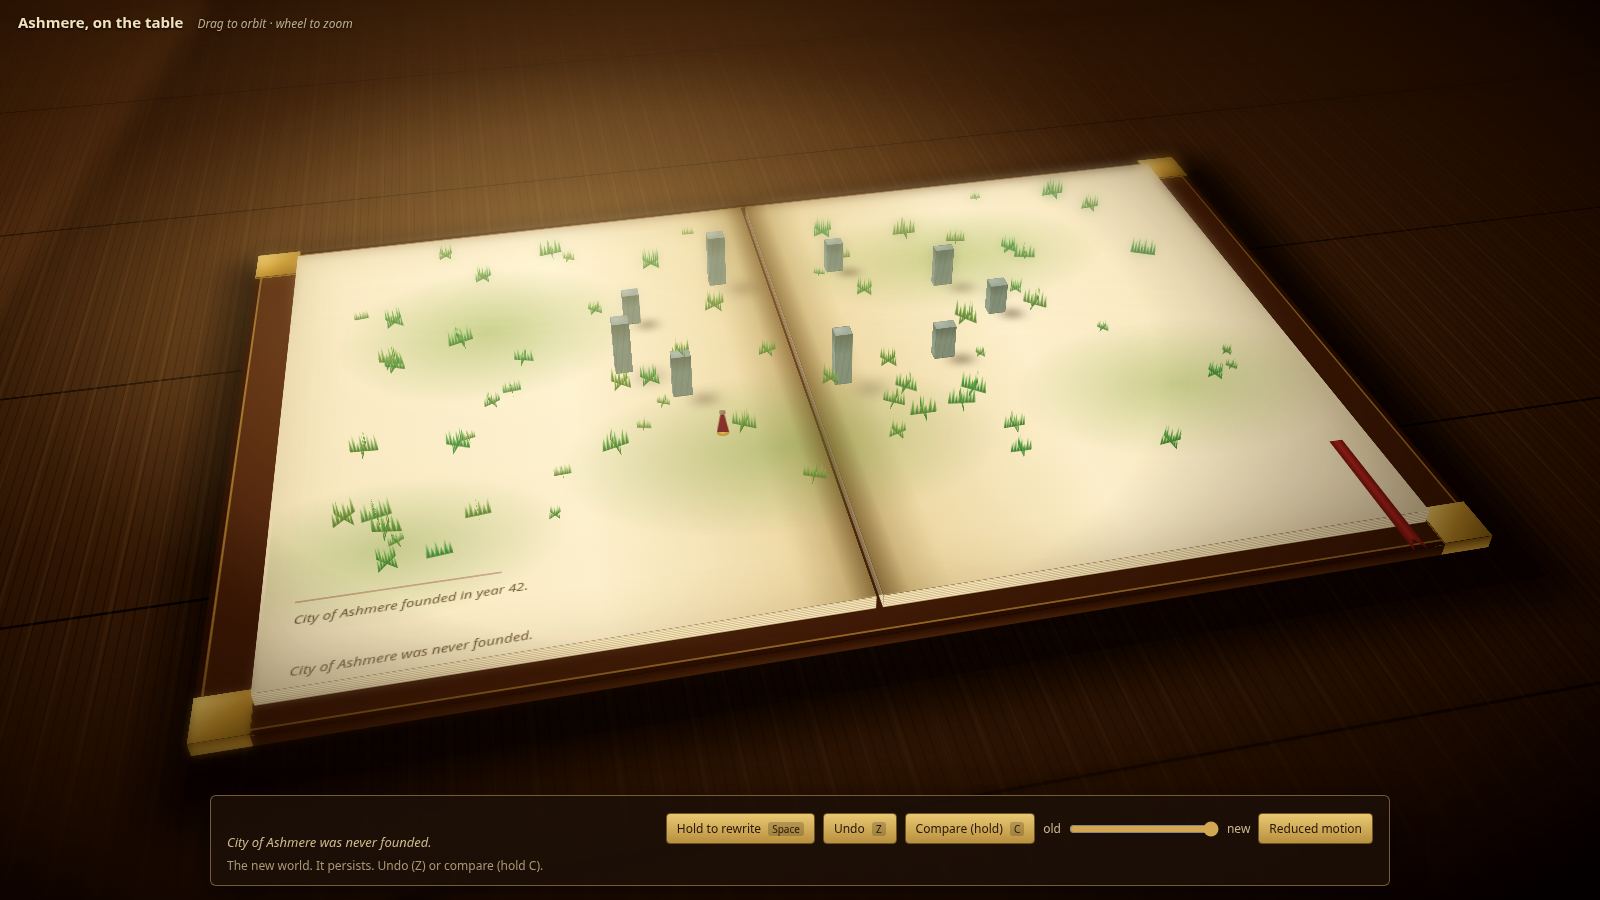 Ashmere, on the table Drag to orbit · wheel to zoom
City of Ashmere founded in year 42.
City of Ashmere was never founded.
Hold to rewrite Space Undo Z Compare (hold) C old new Reduced motion
City of Ashmere was never founded.
The new world. It persists. Undo (Z) or compare (hold C).